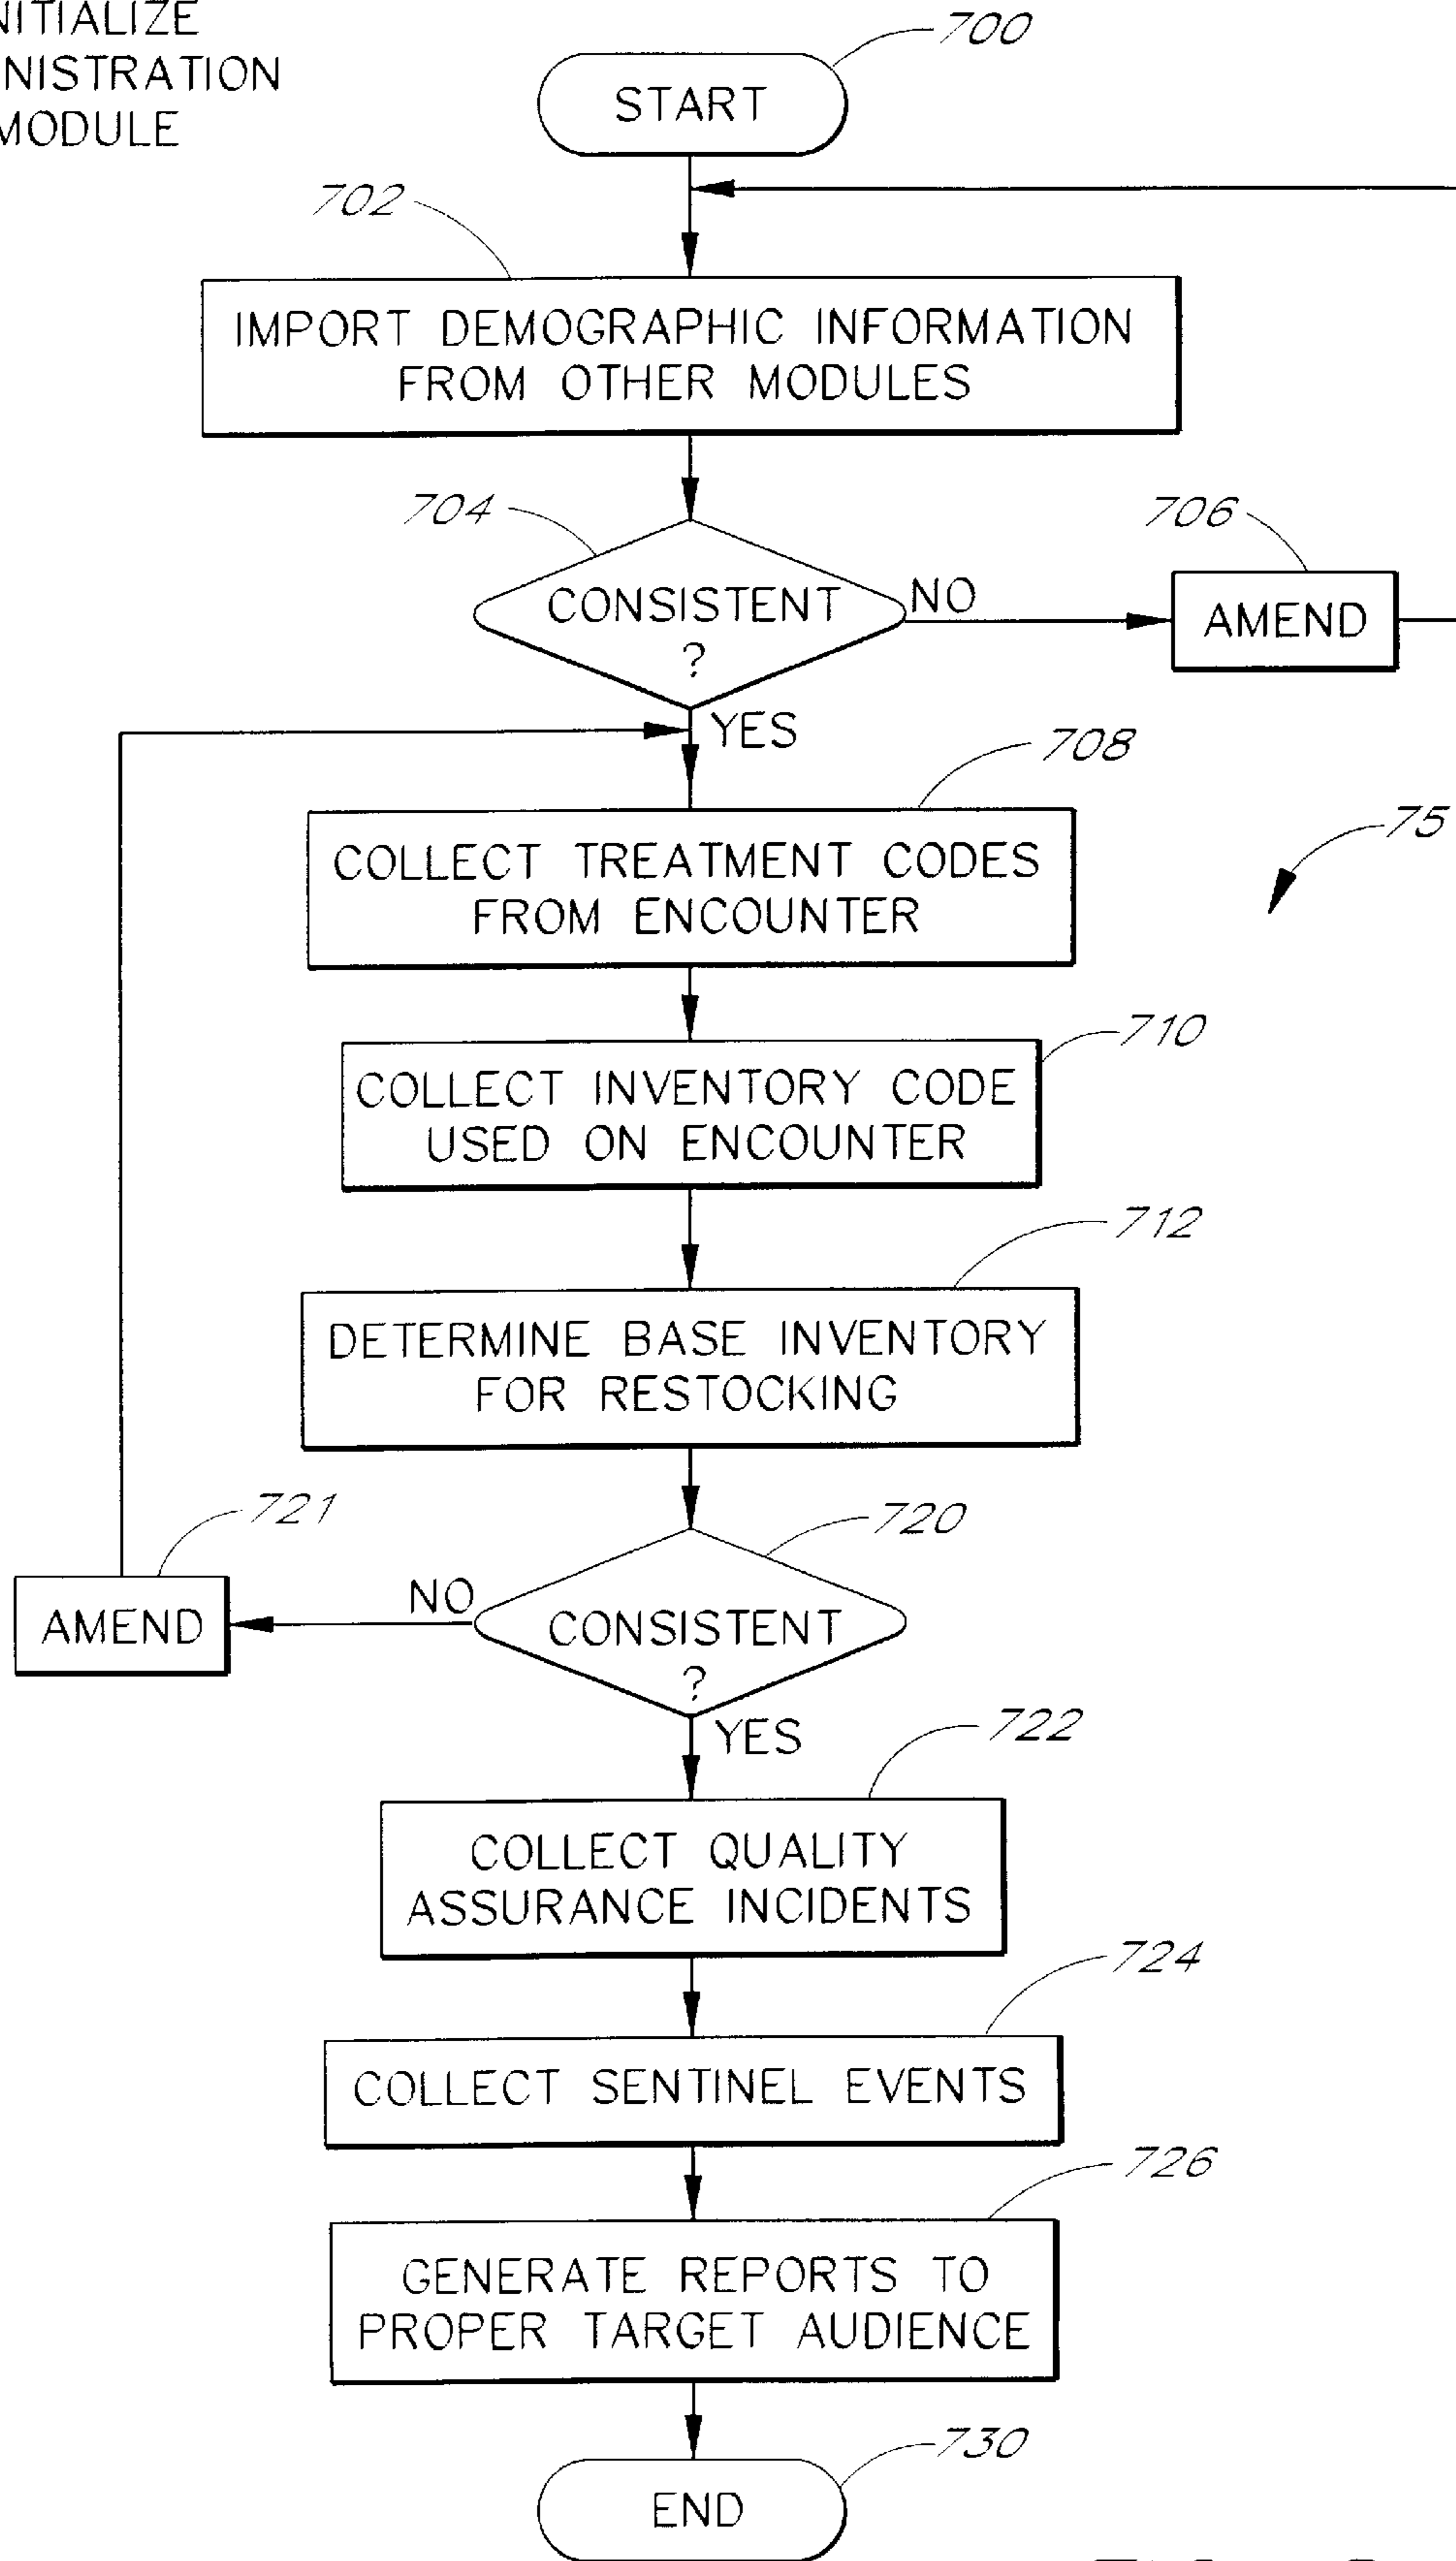 NITIALIZE
NISTRATION
MODULE
700
START
702
IMPORT DEMOGRAPHIC INFORMATION
FROM OTHER MODULES
704
706
CONSISTENT
?
NO
AMEND
YES
708
75
COLLECT TREATMENT CODES
FROM ENCOUNTER
710
COLLECT INVENTORY CODE
USED ON ENCOUNTER
712
DETERMINE BASE INVENTORY
FOR RESTOCKING
721
720
AMEND
NO
CONSISTENT
?
YES
722
COLLECT QUALITY
ASSURANCE INCIDENTS
724
COLLECT SENTINEL EVENTS
726
GENERATE REPORTS TO
PROPER TARGET AUDIENCE
730
END